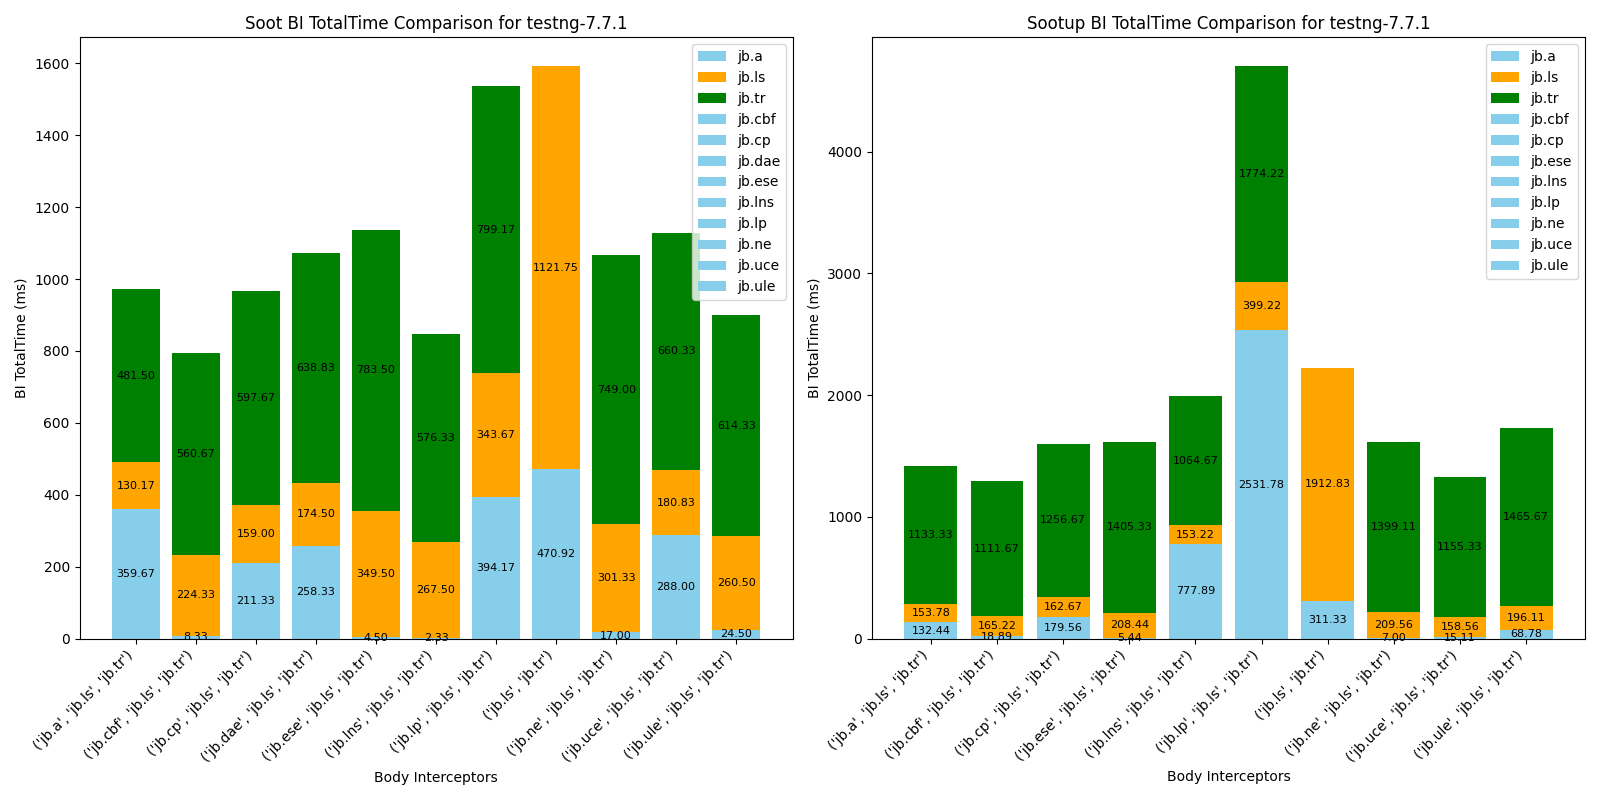 Soot BI TotalTime Comparison for testng-7.7.1
BI TotalTime (ms)
1600
1400
1200
1000
800
600
400
200
0
481.50
130.17
359.67
560.67
224.33
8.33
597.67
159.00
211.33
638.83
174.50
258.33
783.50
349.50
4.50
576.33
267.50
2.33
799.17
343.67
394.17
1121.75
470.92
749.00
301.33
17.00
660.33
180.83
288.00
614.33
260.50
24.50
jb.a
jb.ls
jb.tr
jb.cbf
jb.cp
jb.dae
jb.ese
jb.lns
jb.lp
jb.ne
jb.uce
jb.ule
('jb.a', 'jb.ls', 'jb.tr')
('jb.cbf', 'jb.ls', 'jb.tr')
('jb.cp', 'jb.ls', 'jb.tr')
('jb.dae', 'jb.ls', 'jb.tr')
('jb.ese', 'jb.ls', 'jb.tr')
('jb.lns', 'jb.ls', 'jb.tr')
('jb.lp', 'jb.ls', 'jb.tr')
('jb.ls', 'jb.tr')
('jb.ne', 'jb.ls', 'jb.tr')
('jb.uce', 'jb.ls', 'jb.tr')
('jb.ule', 'jb.ls', 'jb.tr')
Body Interceptors
Sootup BI TotalTime Comparison for testng-7.7.1
BI TotalTime (ms)
4000
3000
2000
1000
0
1133.33
153.78
132.44
1111.67
165.22
18.89
1256.67
162.67
179.56
1405.33
208.44
5.44
1064.67
153.22
777.89
1774.22
399.22
2531.78
1912.83
311.33
1399.11
209.56
7.00
1155.33
158.56
15.11
1465.67
196.11
68.78
jb.a
jb.ls
jb.tr
jb.cbf
jb.cp
jb.ese
jb.lns
jb.lp
jb.ne
jb.uce
jb.ule
('jb.a', 'jb.ls', 'jb.tr')
('jb.cbf', 'jb.ls', 'jb.tr')
('jb.cp', 'jb.ls', 'jb.tr')
('jb.ese', 'jb.ls', 'jb.tr')
('jb.lns', 'jb.ls', 'jb.tr')
('jb.lp', 'jb.ls', 'jb.tr')
('jb.ls', 'jb.tr')
('jb.ne', 'jb.ls', 'jb.tr')
('jb.uce', 'jb.ls', 'jb.tr')
('jb.ule', 'jb.ls', 'jb.tr')
Body Interceptors